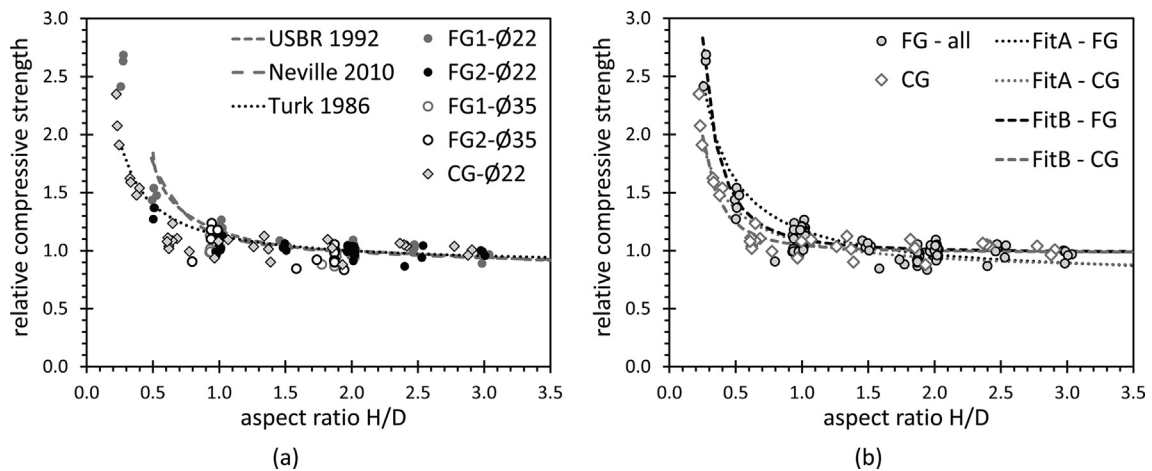 (a)
relative compressive strength
3.0
2.5
2.0
1.5
1.0
0.5
0.0
USBR 1992
Neville 2010
Turk 1986
FG1-Ø22
FG2-Ø22
FG1-Ø35
FG2-Ø35
CG-Ø22
0.0 0.5 1.0 1.5 2.0 2.5 3.0 3.5
aspect ratio H/D
(b)
relative compressive strength
3.0
2.5
2.0
1.5
1.0
0.5
0.0
FG - all
CG
FitA - FG
FitA - CG
FitB - FG
FitB - CG
0.0 0.5 1.0 1.5 2.0 2.5 3.0 3.5
aspect ratio H/D